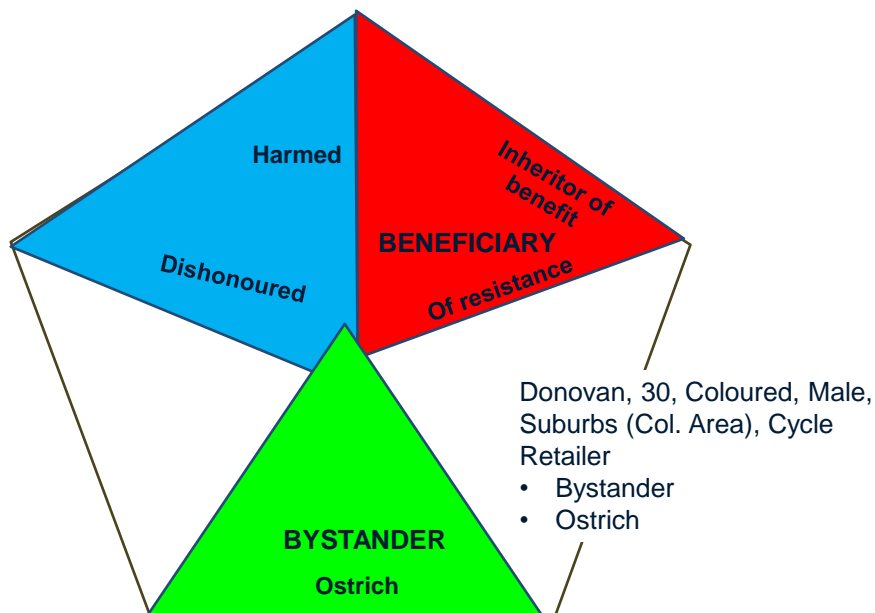 Harmed
Dishonoured
Inheritor of
benefit
BENEFICIARY
Of resistance
BYSTANDER
Ostrich
Donovan, 30, Coloured, Male,
Suburbs (Col. Area), Cycle
Retailer
• Bystander
• Ostrich